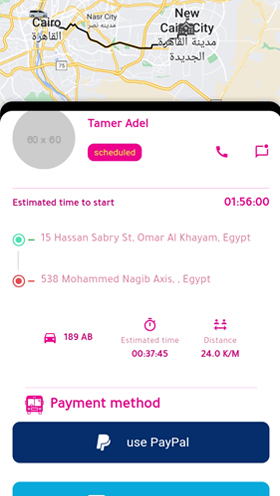 Nasr City
مدينة نصر
Cairo
القاهرة
New
Cairo City
مدينة القاهرة
الجديدة
75
60 x 60
Tamer Adel
scheduled
Estimated time to start
01:56:00
15 Hassan Sabry St, Omar Al Khayam, Egypt
538 Mohammed Nagib Axis, , Egypt
189 AB
Estimated time
00:37:45
Distance
24.0 K/M
Payment method
use PayPal